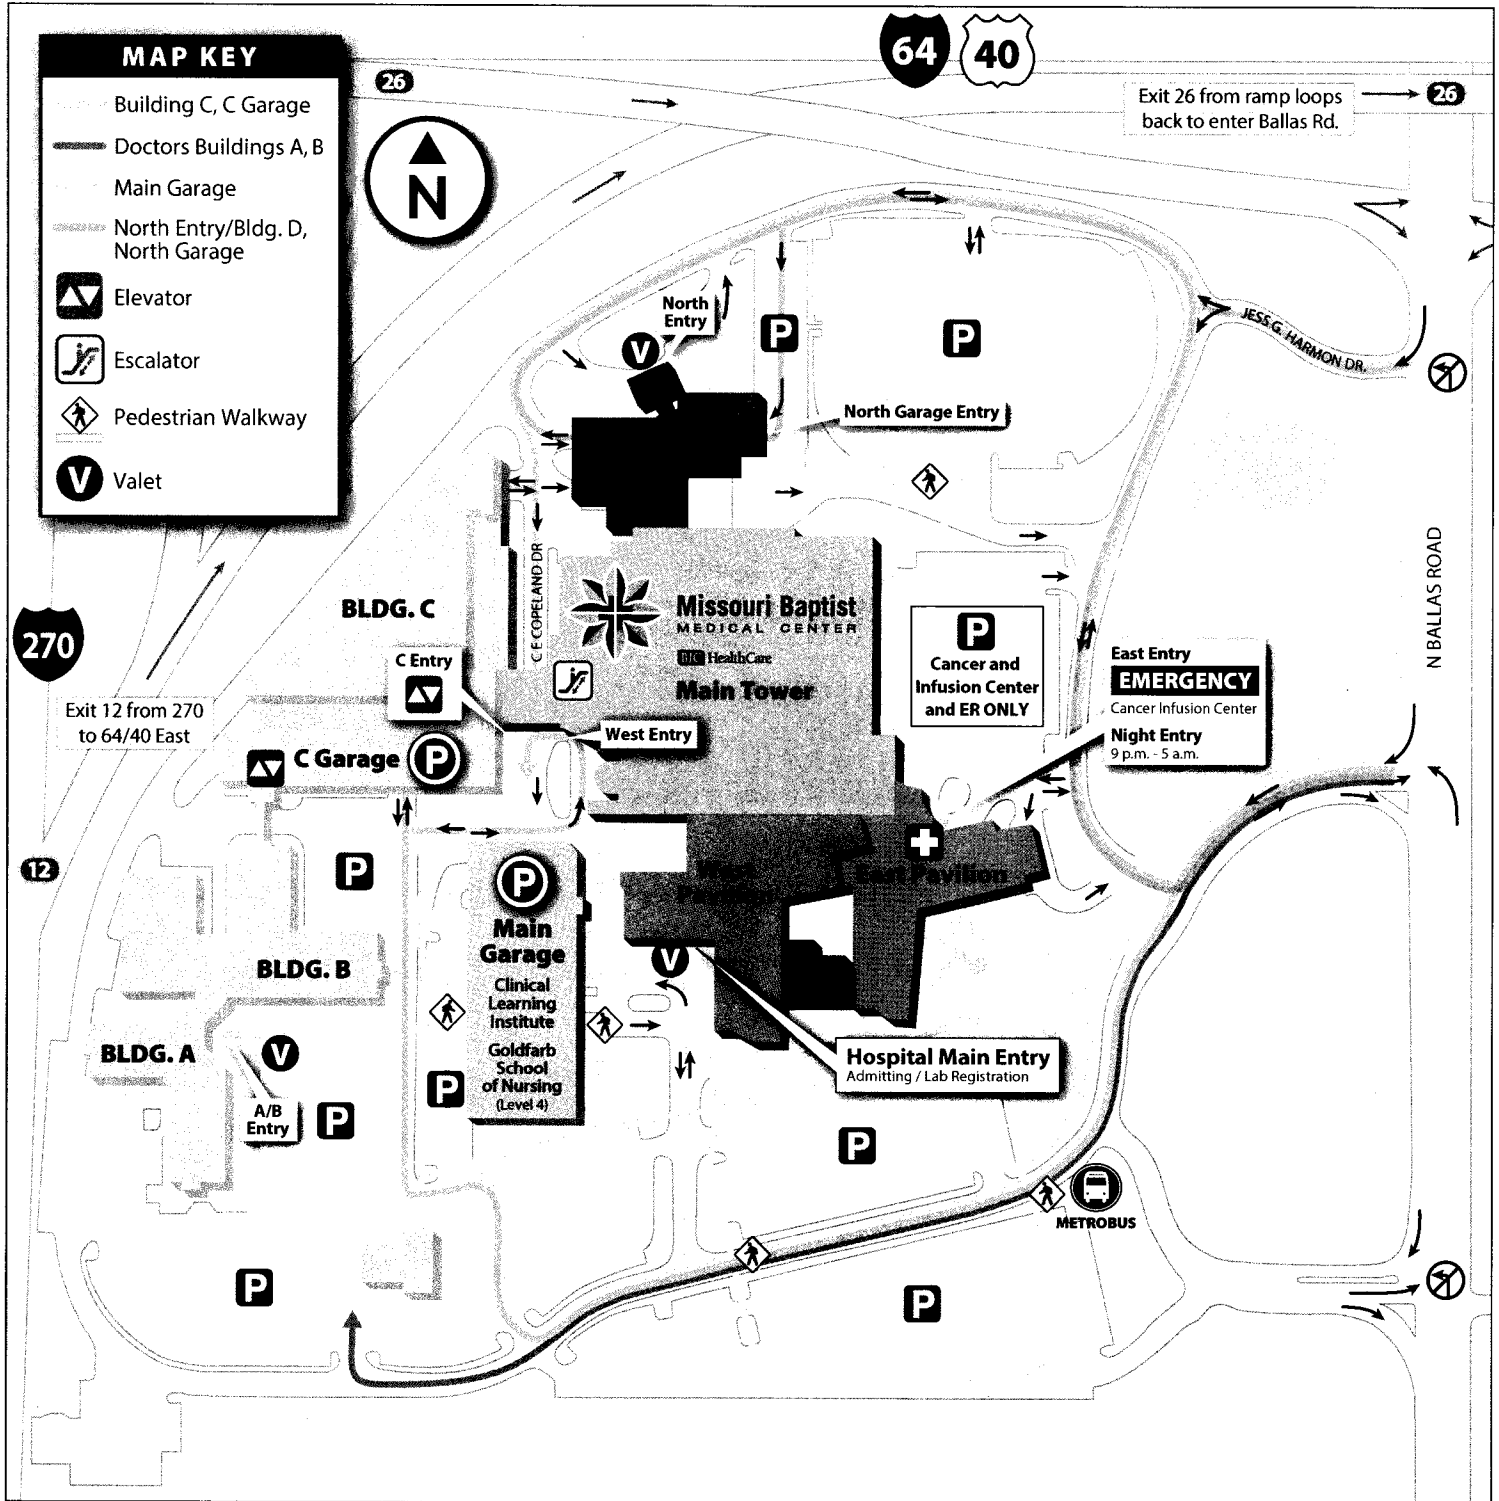 MAP KEY
Building C, C Garage
Doctors Buildings A, B
Main Garage
North Entry/Bldg. D,
North Garage
Elevator
Escalator
Pedestrian Walkway
V
Valet
N
26
64
40
Exit 26 from ramp loops
back to enter Ballas Rd.
26
JESS G. HARMON DR.
North
Entry
V
P
P
North Garage Entry
N BALLAS ROAD
C E COPELAND DR
BLDG. C
270
Exit 12 from 270
to 64/40 East
12
C Entry
Missouri Baptist
MEDICAL CENTER
BJC HealthCare
Main Tower
West Entry
P
Cancer and
Infusion Center
and ER ONLY
East Entry
EMERGENCY
Cancer Infusion Center
Night Entry
9 p.m. - 5 a.m.
C Garage
P
P
P
Main
Garage
Clinical
Learning
Institute
Goldfarb
School
of Nursing
(Level 4)
West
Pavilion
East Pavilion
V
Hospital Main Entry
Admitting / Lab Registration
BLDG. B
BLDG. A
V
A/B
Entry
P
P
P
METROBUS
P
P